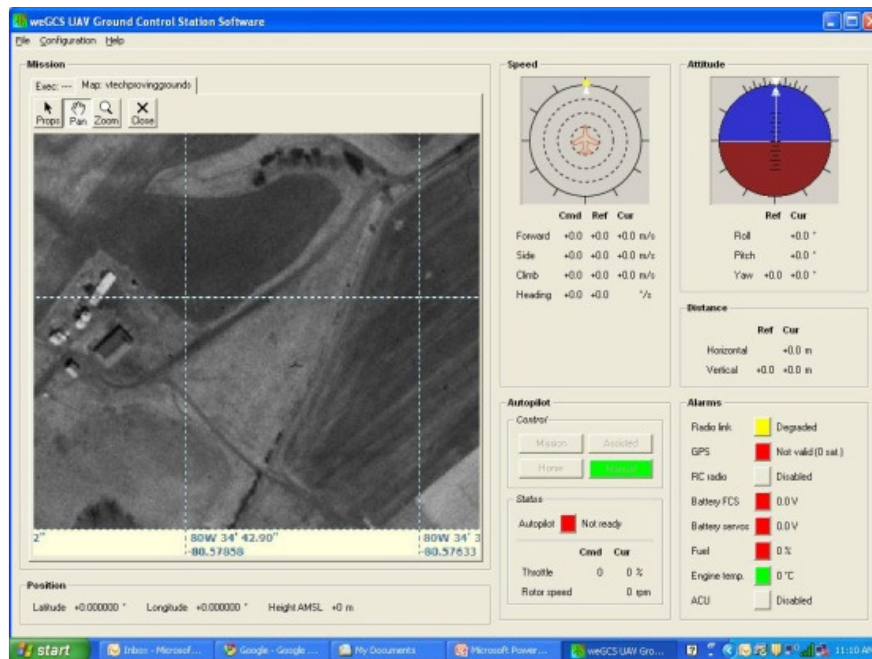 weGCS UAV Ground Control Station Software
File Configuration Help
Mission
Exec: --- Map: vtechprovinggrounds
Props Pan Zoom Close
2" 80W 34' 42.90" 80W 34' 3
-80.57858 -80.57633
Position
Latitude +0.000000 ° Longitude +0.000000 ° Height AMSL +0 m
Speed
Cmd Ref Cur
Forward +0.0 +0.0 +0.0 m/s
Side +0.0 +0.0 +0.0 m/s
Climb +0.0 +0.0 +0.0 m/s
Heading +0.0 +0.0 °/s
Attitude
Ref Cur
Roll +0.0 °
Pitch +0.0 °
Yaw +0.0 +0.0 °
Distance
Ref Cur
Horizontal +0.0 m
Vertical +0.0 +0.0 m
Autopilot
Control
Mission Assisted
Home Manual
Status
Autopilot Not ready
Cmd Cur
Throttle 0 0 %
Rotor speed 0 rpm
Alarms
Radio link Degraded
GPS Not valid (0 sat.)
RC radio Disabled
Battery FCS 0.0 V
Battery servos 0.0 V
Fuel 0 %
Engine temp. 0 °C
ACU Disabled
start Inbox - Microsof... Google - Google ... My Documents Microsoft Power... weGCS UAV Gro... 11:10 AM